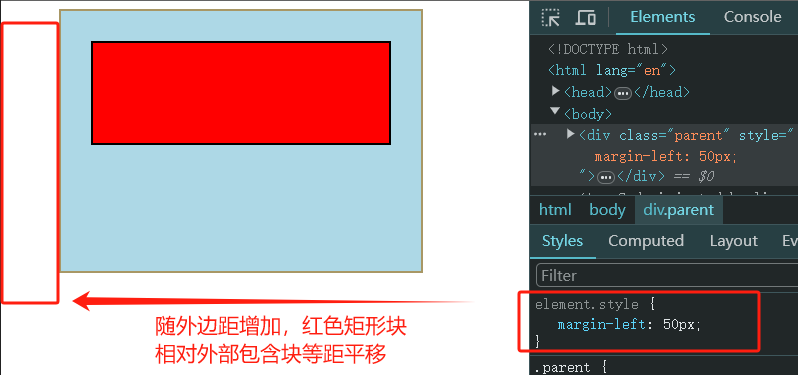 Elements Console
<!DOCTYPE html>
<html lang="en">
<head>…</head>
<body>
… <div class="parent" style="
margin-left: 50px;
">…</div> == $0
html body div.parent
Styles Computed Layout Ev
Filter
element.style {
margin-left: 50px;
}
.parent {
随外边距增加，红色矩形块
相对外部包含块等距平移